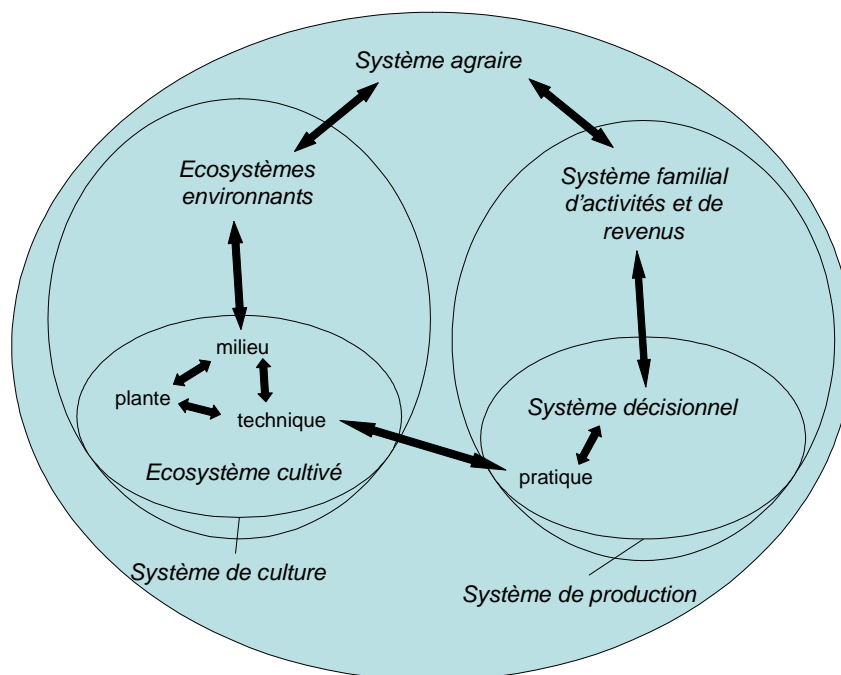 Système agraire
Ecosystèmes
environnants
Système familial
d'activités et de
revenus
milieu
plante
technique
Ecosystème cultivé
Système décisionnel
pratique
Système de culture
Système de production